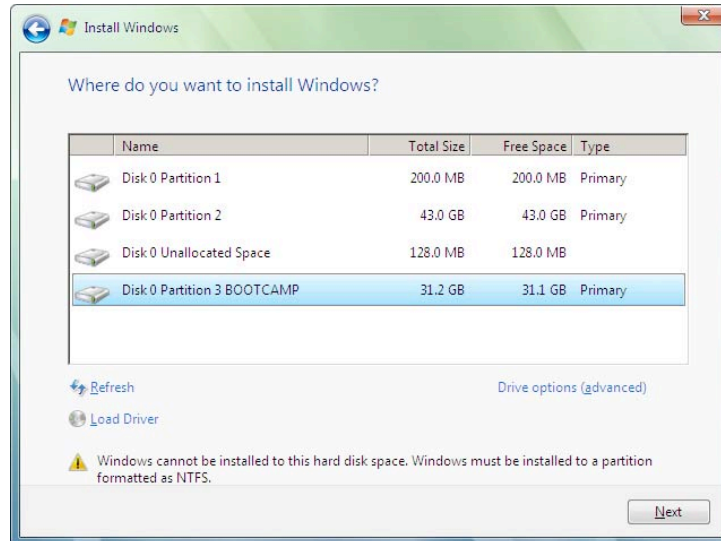 Install Windows
Where do you want to install Windows?
Name Total Size Free Space Type
Disk 0 Partition 1 200.0 MB 200.0 MB Primary
Disk 0 Partition 2 43.0 GB 43.0 GB Primary
Disk 0 Unallocated Space 128.0 MB 128.0 MB
Disk 0 Partition 3 BOOTCAMP 31.2 GB 31.1 GB Primary
Refresh Drive options (advanced)
Load Driver
Windows cannot be installed to this hard disk space. Windows must be installed to a partition
formatted as NTFS.
Next